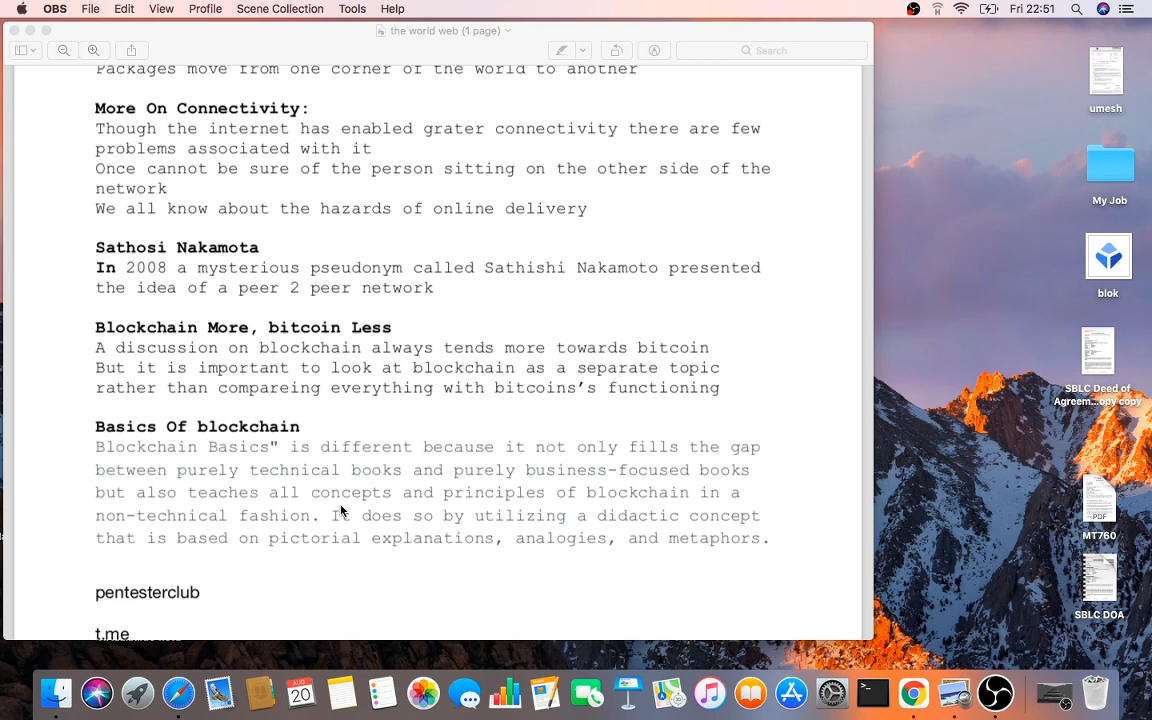 OBS File Edit View Profile Scene Collection Tools Help Fri 22:51
the world web (1 page)
Search
Packages move from one corner of the world to another
More On Connectivity:
Though the internet has enabled grater connectivity there are few
problems associated with it
Once cannot be sure of the person sitting on the other side of the
network
We all know about the hazards of online delivery
Sathosi Nakamota
In 2008 a mysterious pseudonym called Sathishi Nakamoto presented
the idea of a peer 2 peer network
Blockchain More, bitcoin Less
A discussion on blockchain always tends more towards bitcoin
But it is important to look at blockchain as a separate topic
rather than compareing everything with bitcoins’s functioning
Basics Of blockchain
Blockchain Basics" is different because it not only fills the gap
between purely technical books and purely business-focused books
but also teaches all concepts and principles of blockchain in a
non-technical fashion. It does so by utilizing a didactic concept
that is based on pictorial explanations, analogies, and metaphors.
pentesterclub
t.me
umesh
My Job
blok
SBLC Deed of
Agreem...opy copy
PDF
MT760
SBLC DOA
AUG
20